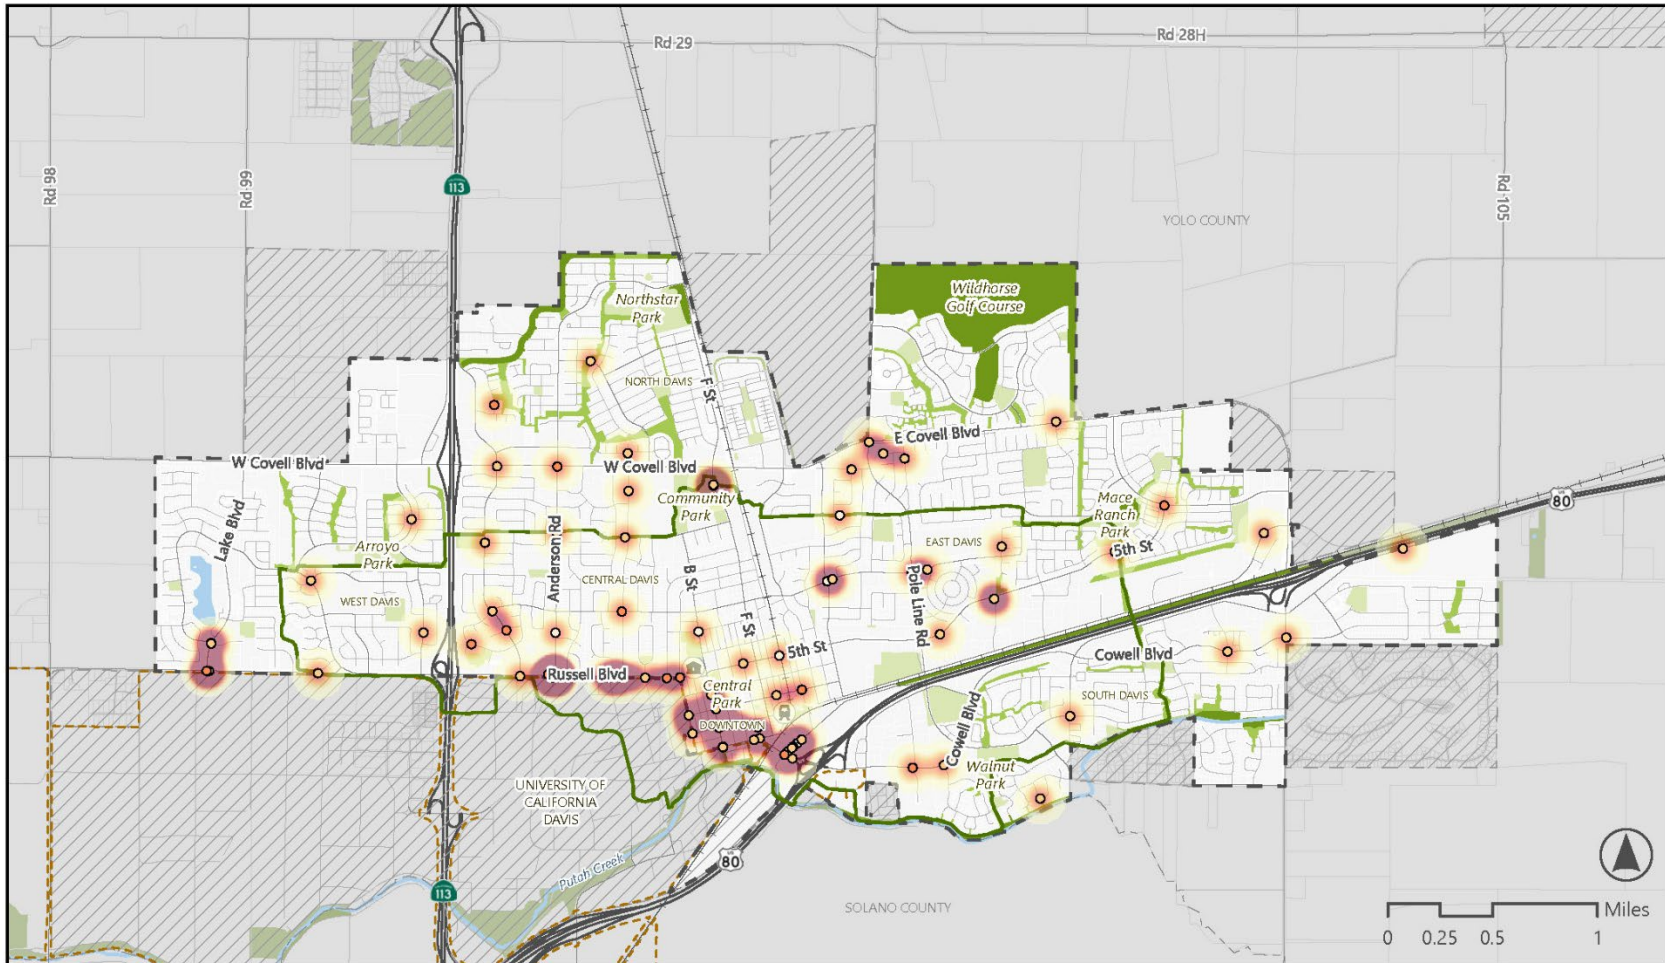 Rd 29
Rd 28H
Rd 98
Rd 99
113
Rd 105
YOLO COUNTY
Northstar
Park
Wildhorse
Golf Course
NORTH DAVIS
F St
E Covell Blvd
W Covell Blvd
W Covell Blvd
Community
Park
Mace
Ranch
Park
80
Lake Blvd
Anderson Rd
Arroyo
Park
EAST DAVIS
5th St
CENTRAL DAVIS
B St
Pole Line Rd
WEST DAVIS
F St
5th St
Cowell Blvd
Russell Blvd
Central
Park
SOUTH DAVIS
DOWNTOWN
Cowell Blvd
Walnut
Park
UNIVERSITY OF
CALIFORNIA
DAVIS
80
Putah Creek
113
SOLANO COUNTY
Miles
0 0.25 0.5 1